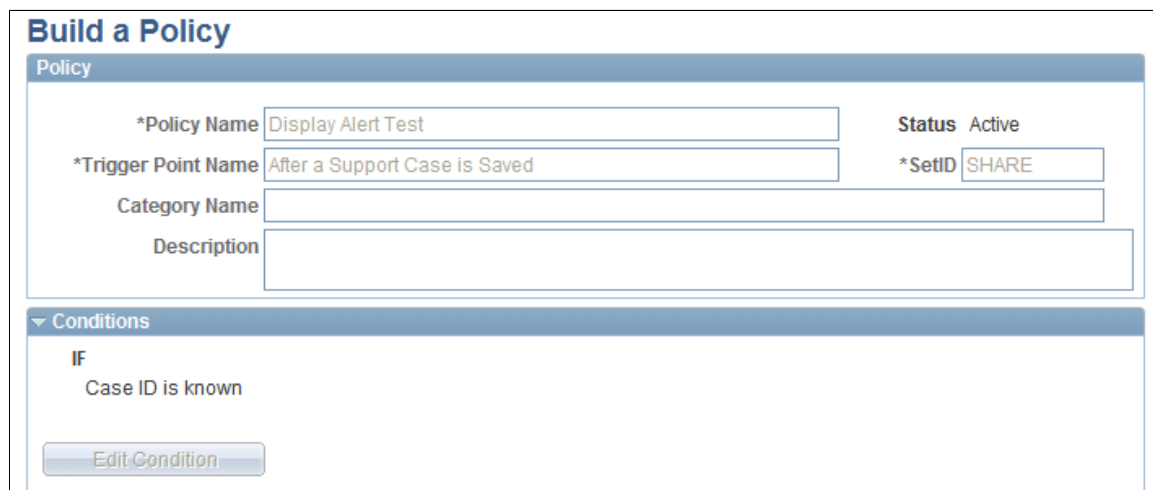 Build a Policy
Policy
*Policy Name Display Alert Test Status Active
*Trigger Point Name After a Support Case is Saved *SetID SHARE
Category Name
Description
Conditions
IF
Case ID is known
Edit Condition